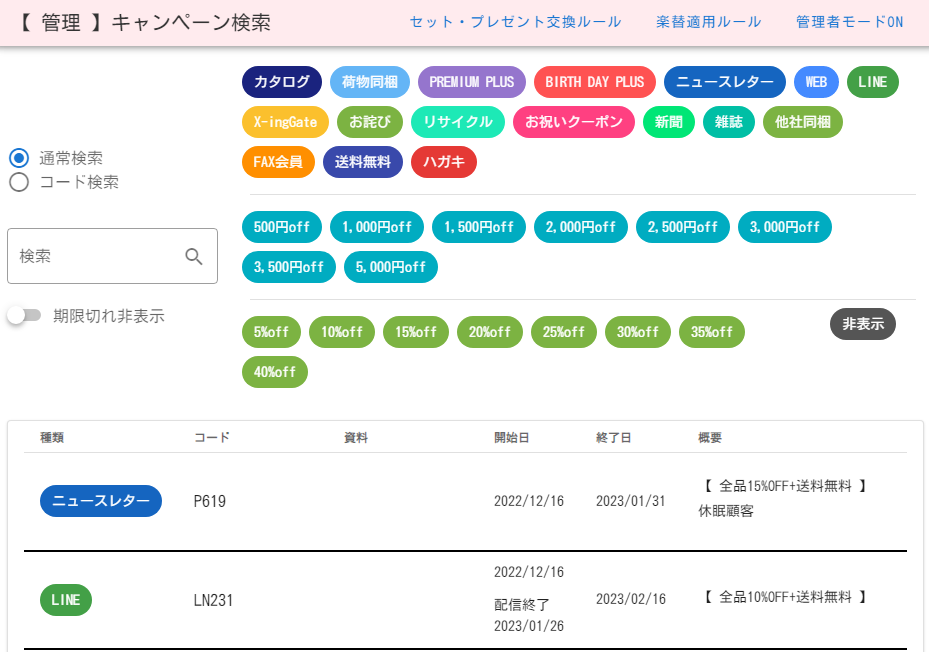 【 管理 】キャンペーン検索 セット・プレゼント交換ルール 楽替適用ルール 管理者モードON
カタログ 荷物同梱 PREMIUM PLUS BIRTH DAY PLUS ニュースレター WEB LINE
X-ingGate お詫び リサイクル お祝いクーポン 新聞 雑誌 他社同梱
FAX会員 送料無料 ハガキ
通常検索
コード検索
検索
期限切れ非表示
500円off 1,000円off 1,500円off 2,000円off 2,500円off 3,000円off
3,500円off 5,000円off
5%off 10%off 15%off 20%off 25%off 30%off 35%off 非表示
40%off
種類 コード 資料 開始日 終了日 概要
ニュースレター P619 2022/12/16 2023/01/31 【 全品15%OFF+送料無料 】
休眠顧客
LINE LN231 2022/12/16 2023/02/16 【 全品10%OFF+送料無料 】
配信終了
2023/01/26